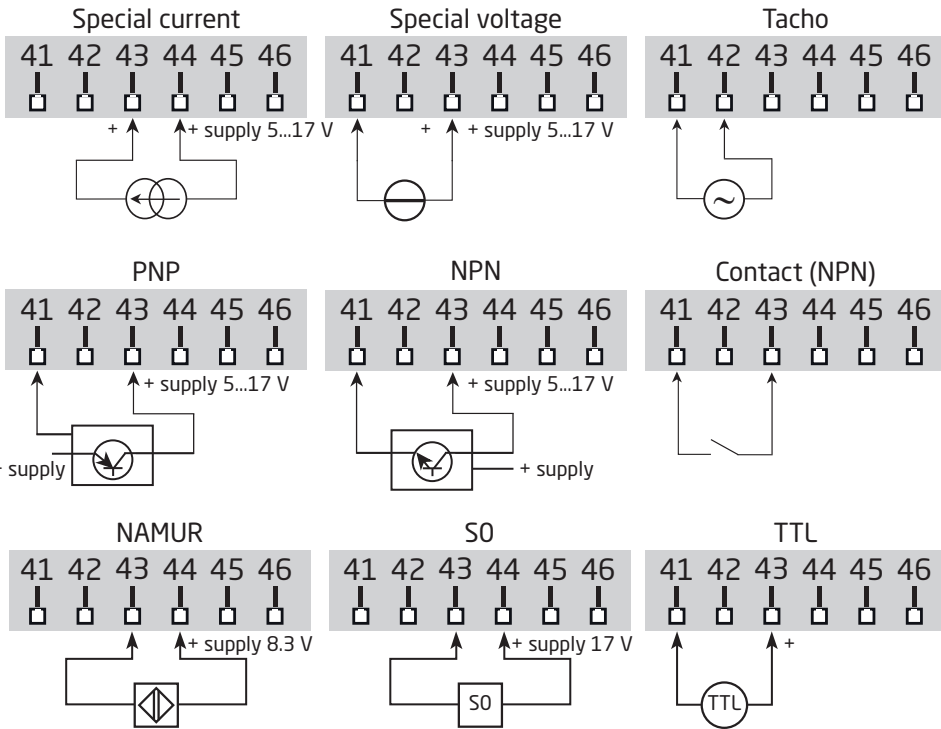 Special current Special voltage Tacho
41 42 43 44 45 46 41 42 43 44 45 46 41 42 43 44 45 46
+ + supply 5...17 V + + supply 5...17 V
~
PNP NPN Contact (NPN)
41 42 43 44 45 46 41 42 43 44 45 46 41 42 43 44 45 46
+ supply 5...17 V + supply 5...17 V
+ supply + supply
NAMUR S0 TTL
41 42 43 44 45 46 41 42 43 44 45 46 41 42 43 44 45 46
+ supply 8.3 V + supply 17 V +
S0 TTL